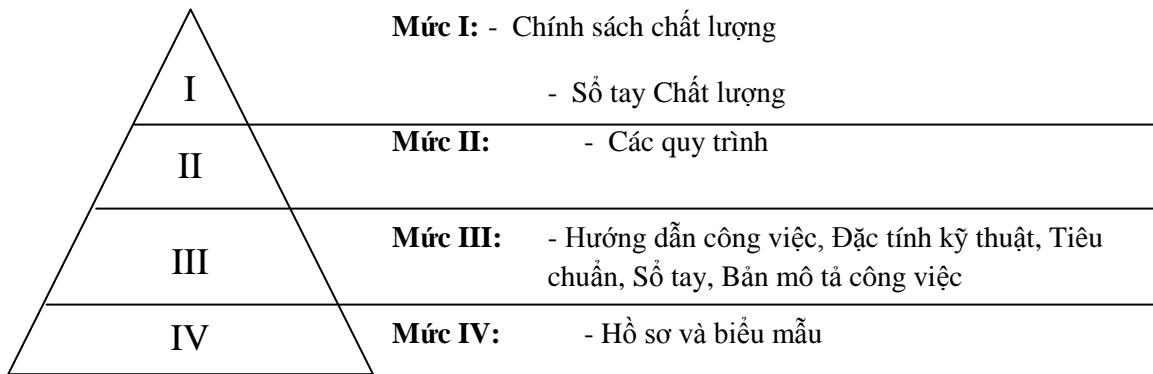 I
II
III
IV
Mức I: - Chính sách chất lượng
- Sổ tay Chất lượng
Mức II: - Các quy trình
Mức III: - Hướng dẫn công việc, Đặc tính kỹ thuật, Tiêu
chuẩn, Sổ tay, Bản mô tả công việc
Mức IV: - Hồ sơ và biểu mẫu